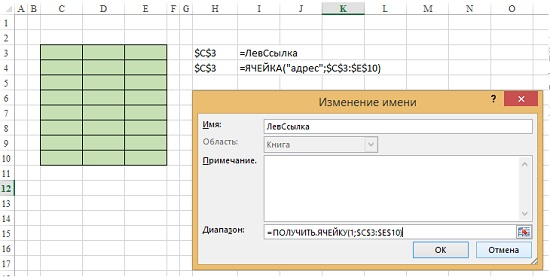 A B C D E F G H I J K L M N O
1
2
3 $C$3 =ЛевСсылка
4 $C$3 =ЯЧЕЙКА("адрес";$C$3:$E$10)
5
6
7 Изменение имени ? ×
8 Имя: ЛевСсылка
9 Область: Книга
10 Примечание.
11
12
13
14
15 Диапазон: =ПОЛУЧИТЬ.ЯЧЕЙКУ(1;$C$3:$E$10)
16 ОК Отмена
17